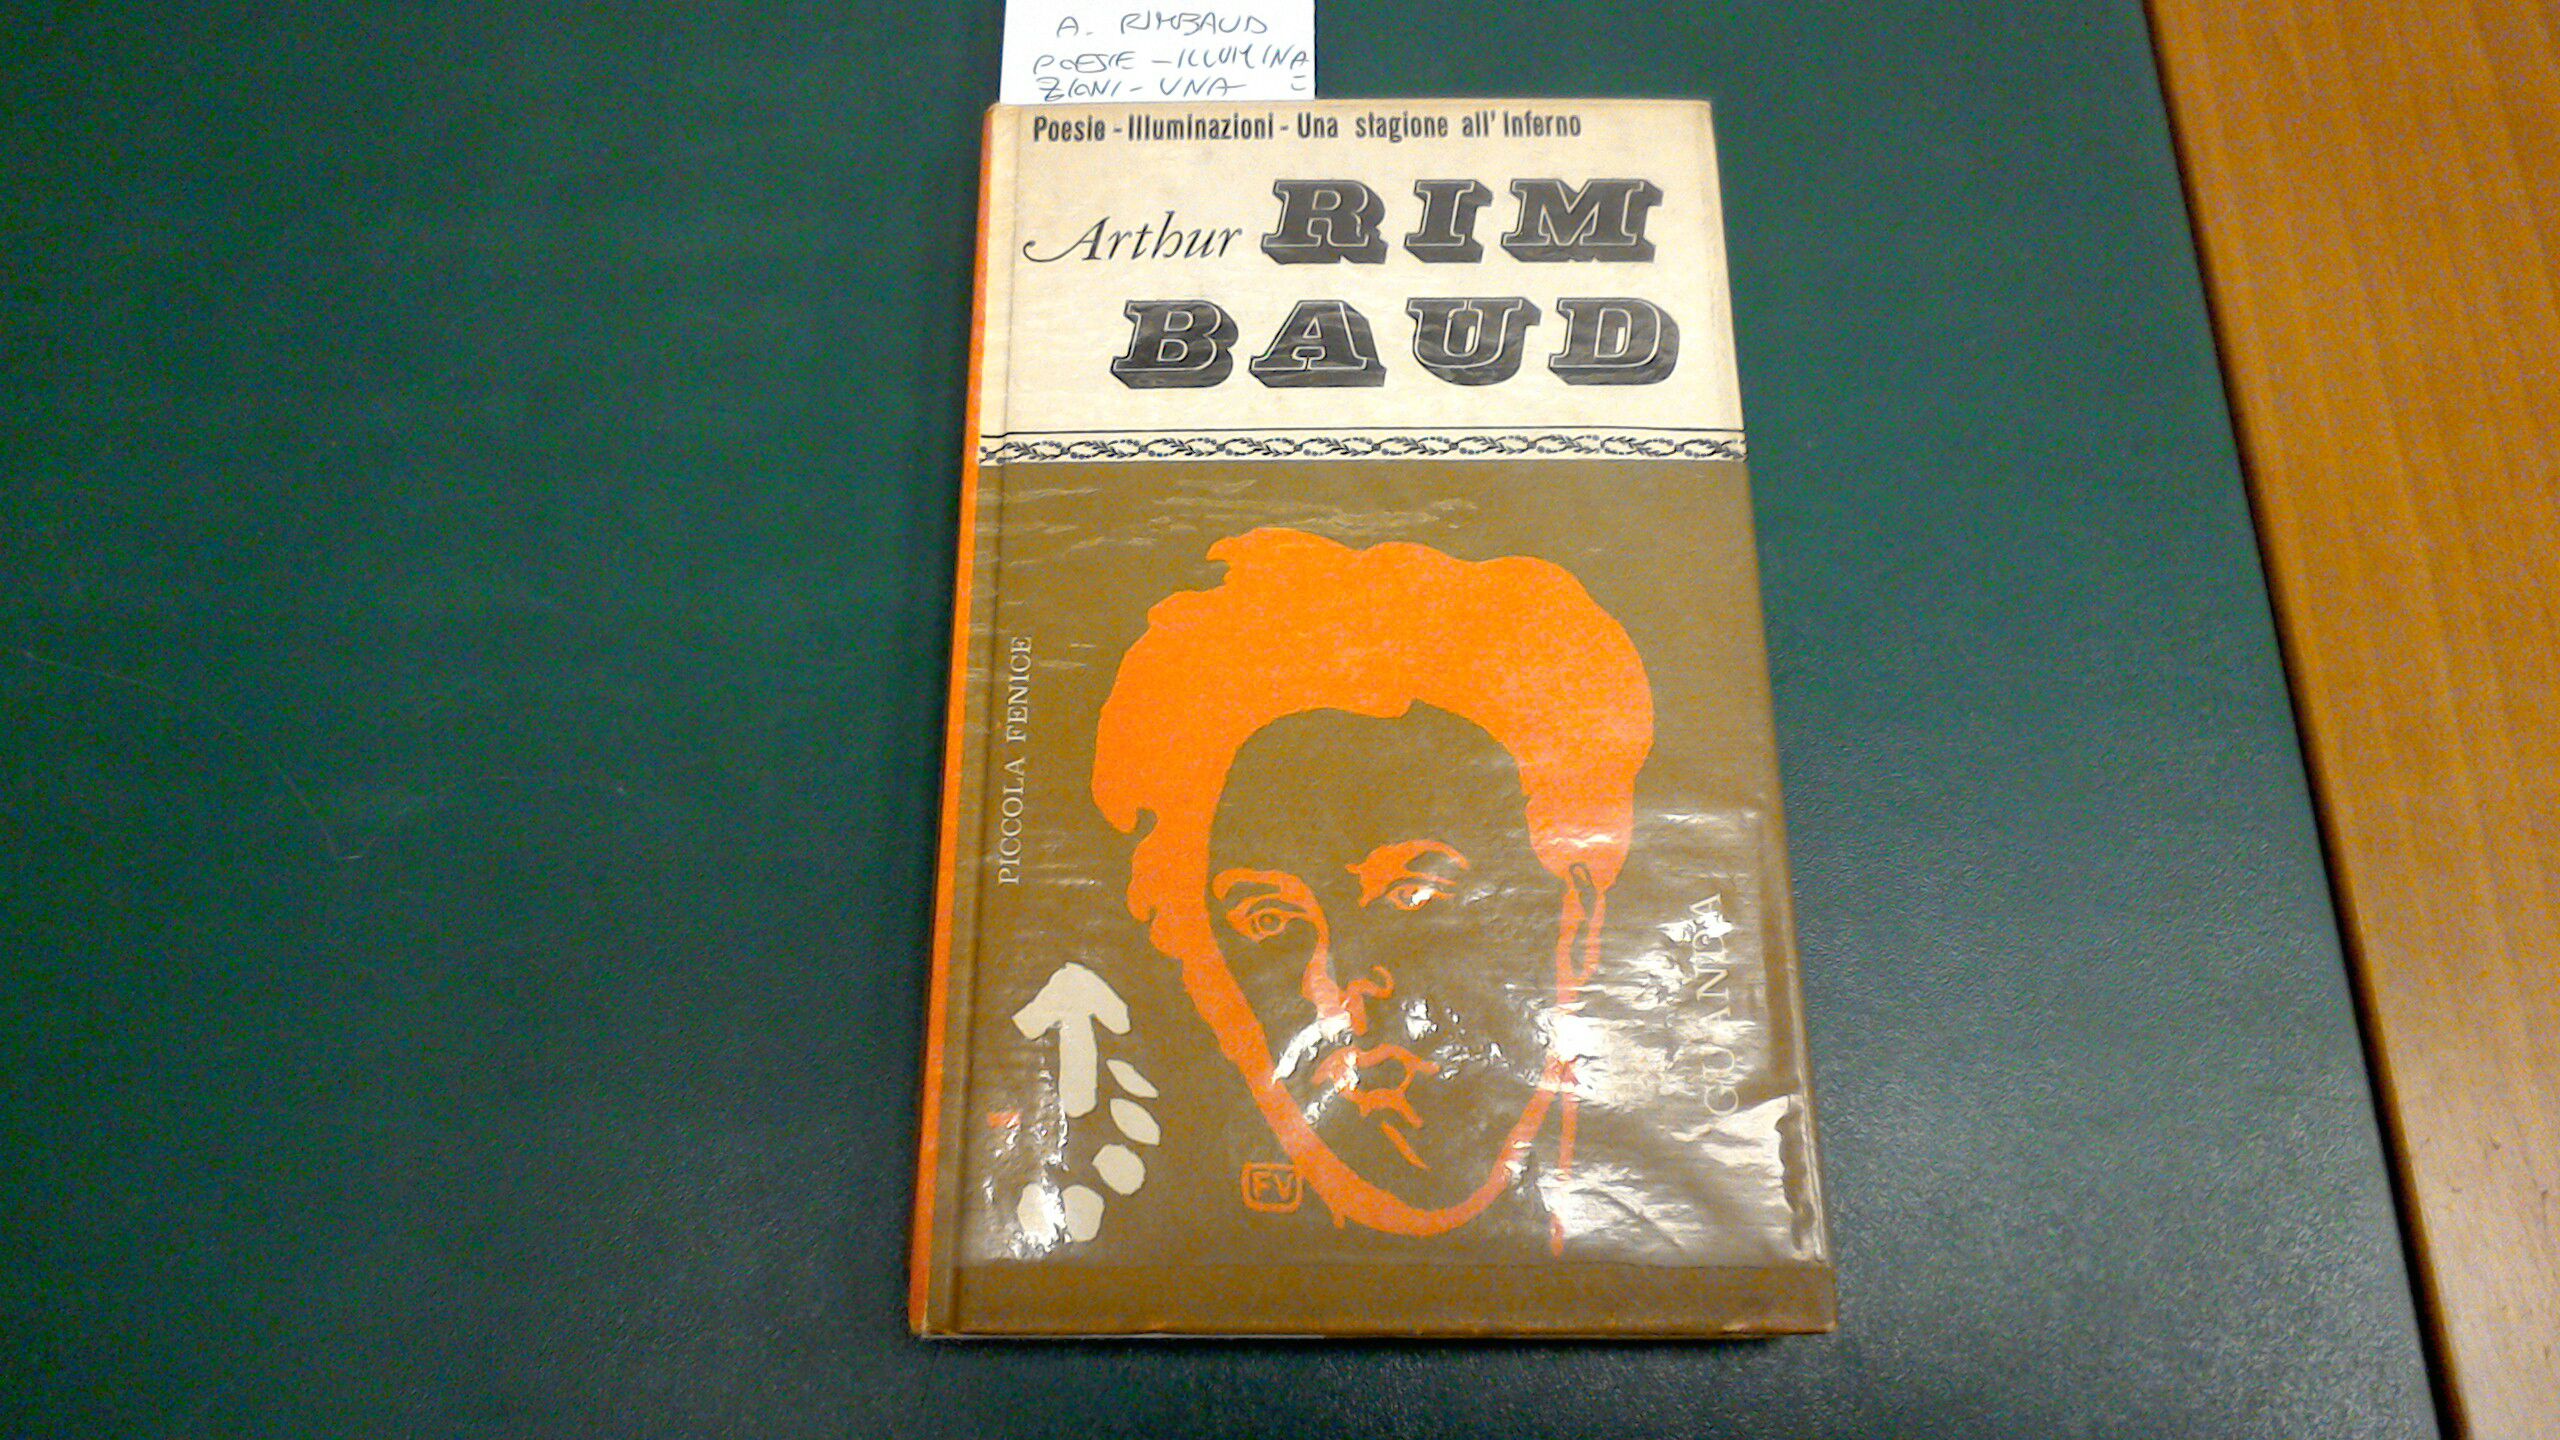 A. RIMBAUD
POESIE - ILLUMINA
ZIONI - UNA =
Poesie - Illuminazioni - Una stagione all' Inferno
Arthur RIM
BAUD
PICCOLA FENICE
GUANDA
FV